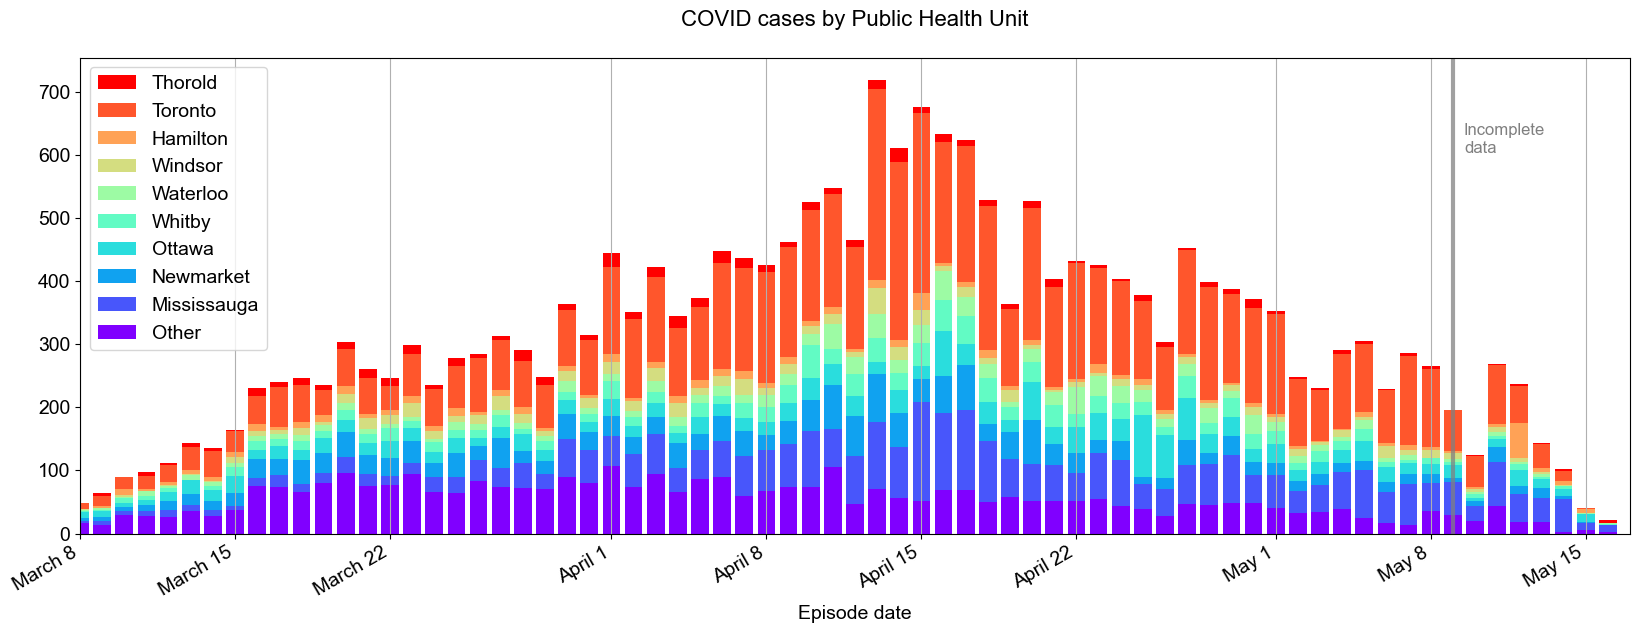 COVID cases by Public Health Unit
700
600
500
400
300
200
100
0
Thorold
Toronto
Hamilton
Windsor
Waterloo
Whitby
Ottawa
Newmarket
Mississauga
Other
Incomplete
data
March 8
March 15
March 22
April 1
April 8
April 15
April 22
May 1
May 8
May 15
Episode date